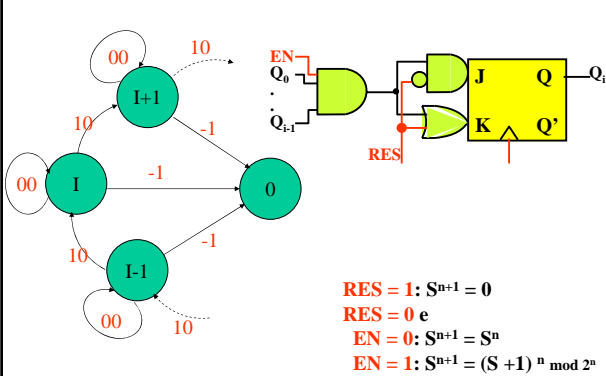 00
10
I+1
10
-1
00
I
-1
0
-1
10
I-1
00
10
EN
Q₀
.
.
Qᵢ₋₁
RES
J
Q
Qᵢ
K
Q’
RES = 1: Sⁿ⁺¹ = 0
RES = 0 e
EN = 0: Sⁿ⁺¹ = Sⁿ
EN = 1: Sⁿ⁺¹ = (S +1) ⁿ mod 2ⁿ